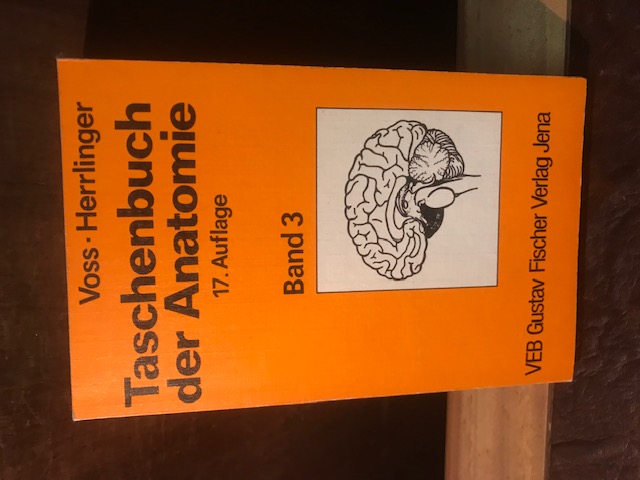 Voss · Herrlinger
Taschenbuch
der Anatomie
17. Auflage
Band 3
VEB Gustav Fischer Verlag Jena